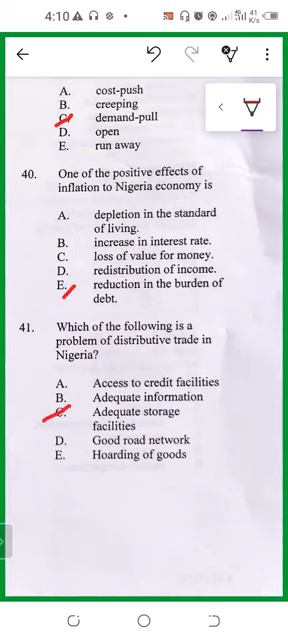 4:10
41
K/s
A. cost-push
B. creeping
C. demand-pull
D. open
E. run away
40. One of the positive effects of
inflation to Nigeria economy is
A. depletion in the standard
of living.
B. increase in interest rate.
C. loss of value for money.
D. redistribution of income.
E. reduction in the burden of
debt.
41. Which of the following is a
problem of distributive trade in
Nigeria?
A. Access to credit facilities
B. Adequate information
C. Adequate storage
facilities
D. Good road network
E. Hoarding of goods